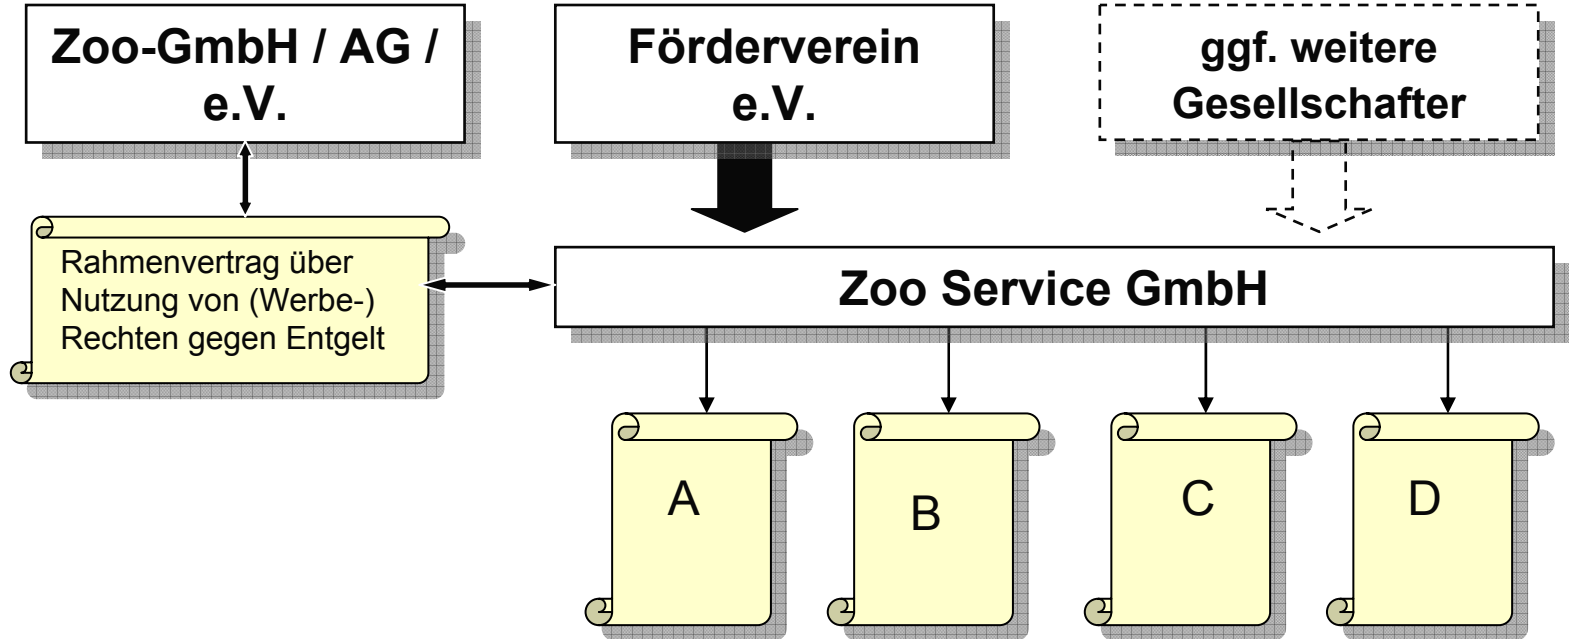 Zoo-GmbH / AG /
e.V.
Förderverein
e.V.
ggf. weitere
Gesellschafter
Rahmenvertrag über
Nutzung von (Werbe-)
Rechten gegen Entgelt
Zoo Service GmbH
A
B
C
D